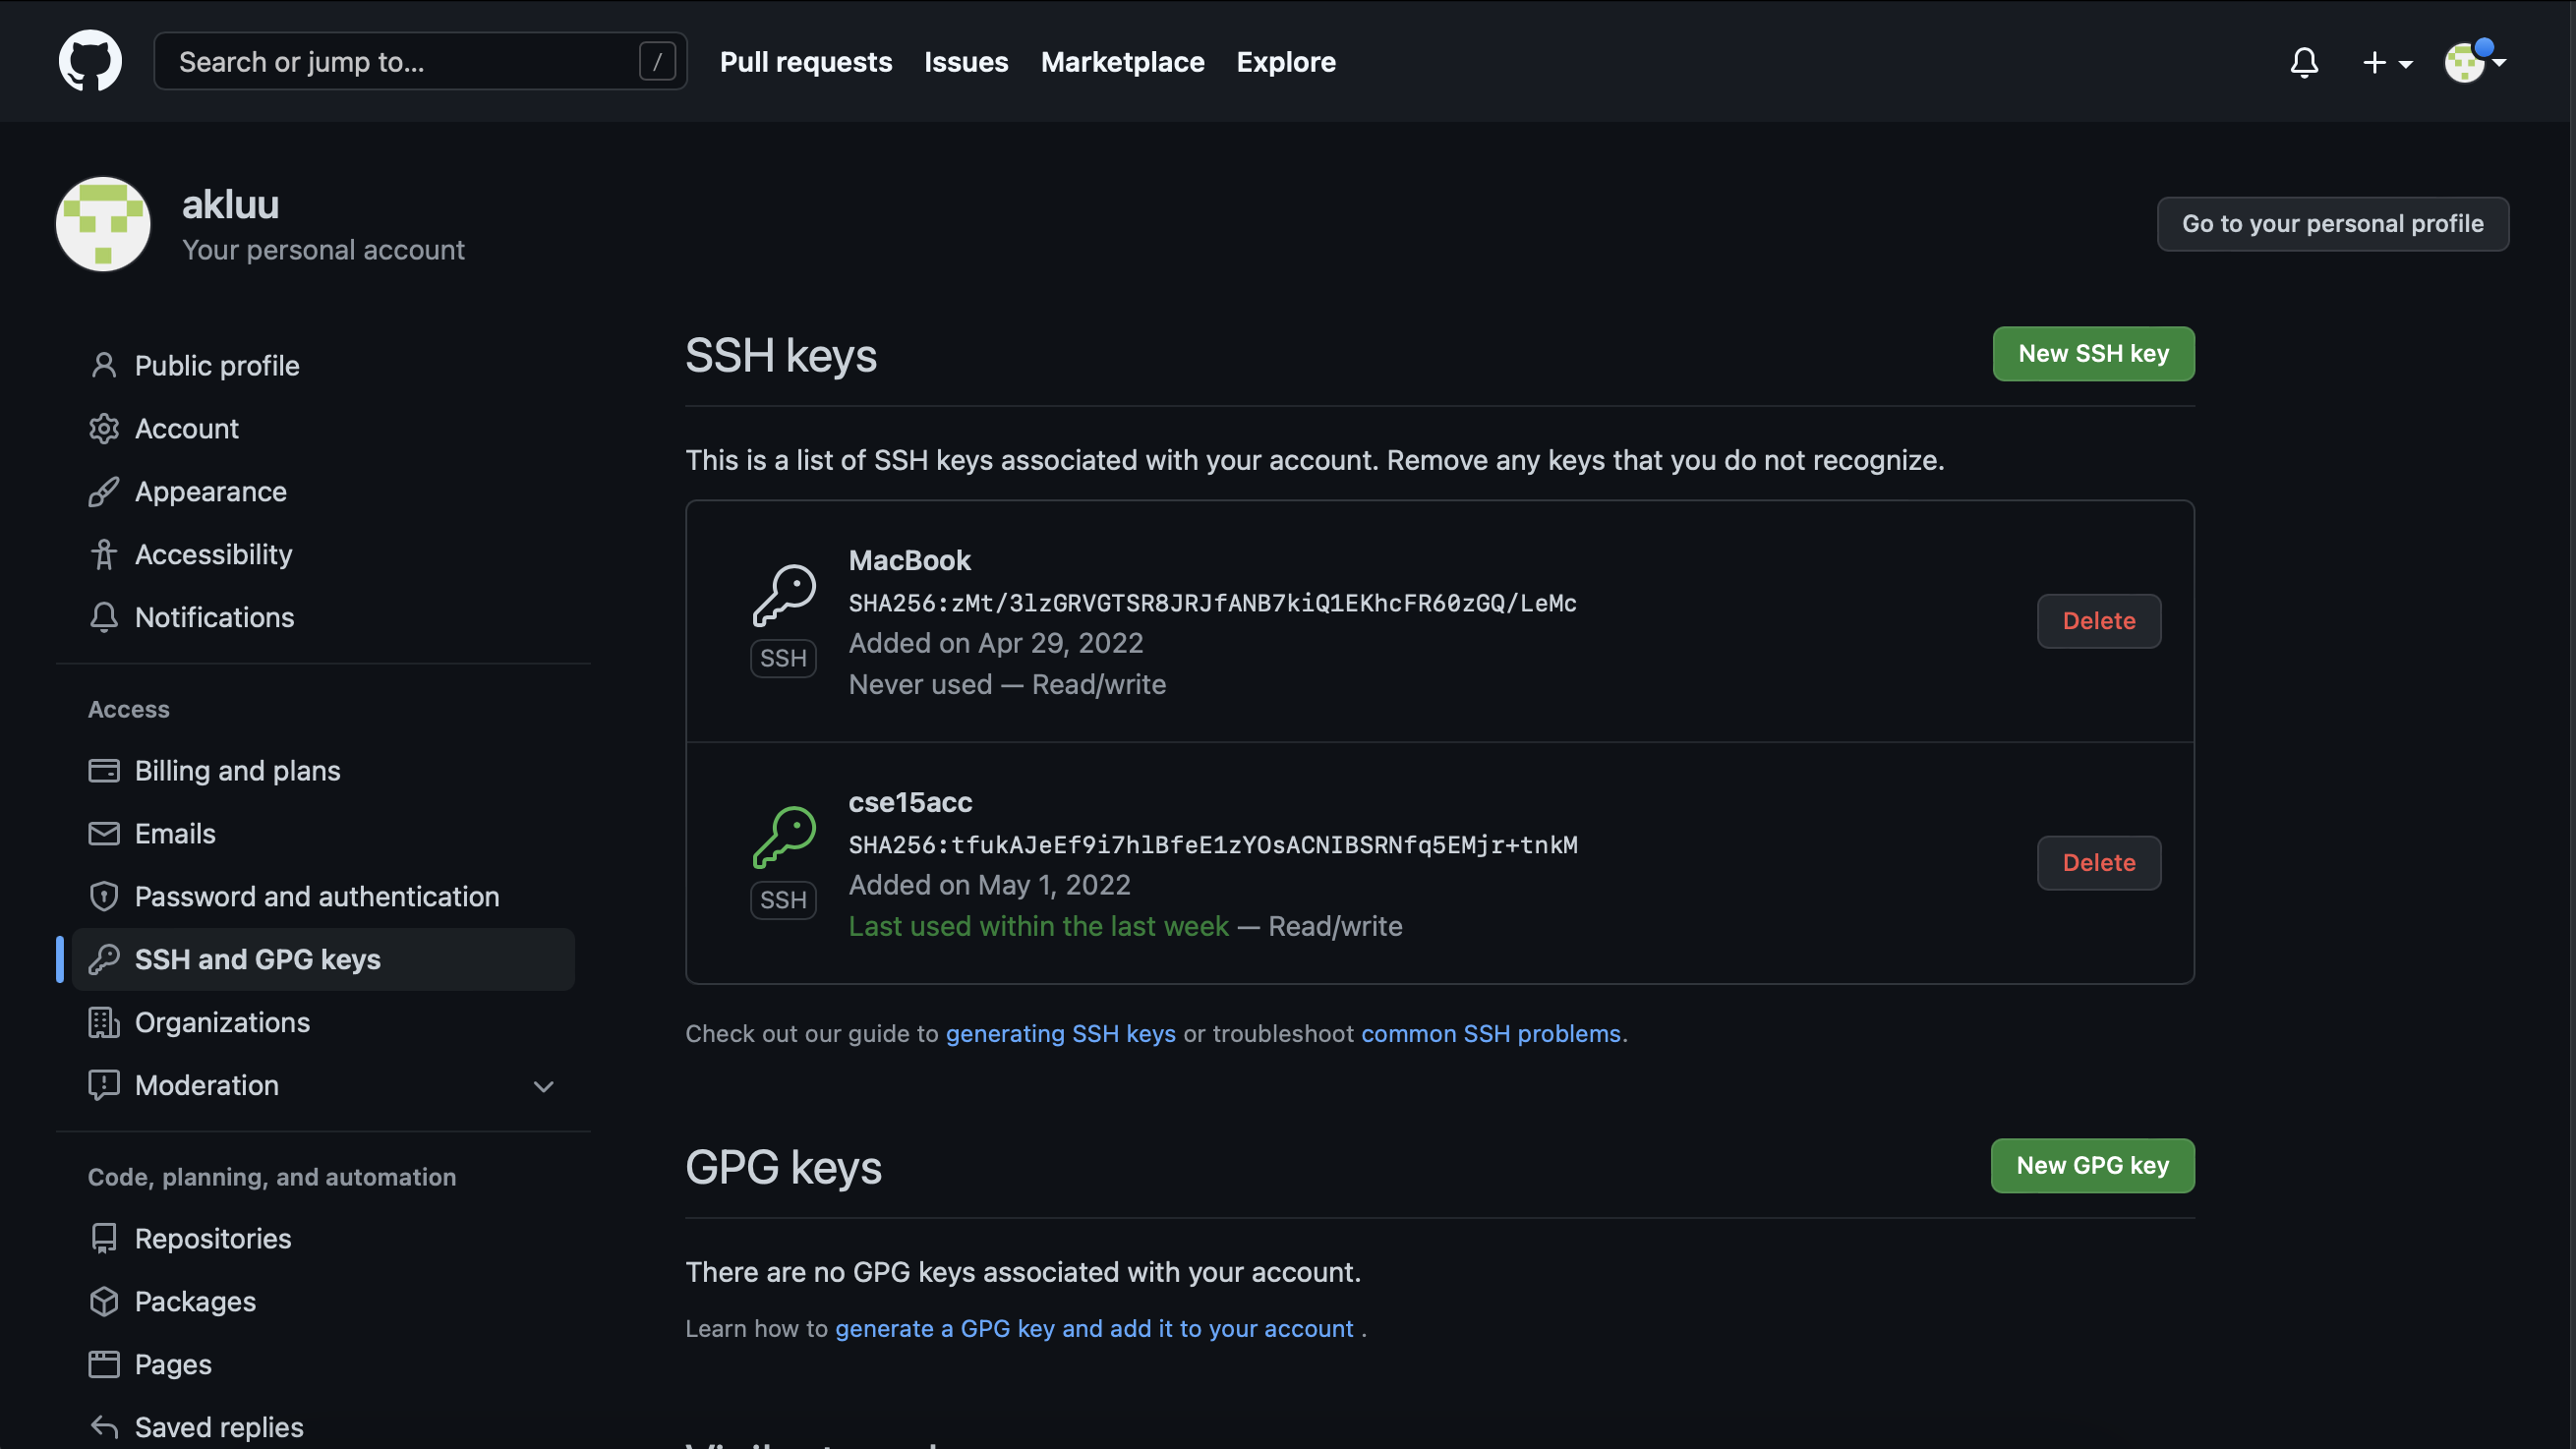 Search or jump to... /
Pull requests Issues Marketplace Explore
akluu
Your personal account
Go to your personal profile
Public profile
Account
Appearance
Accessibility
Notifications
Access
Billing and plans
Emails
Password and authentication
SSH and GPG keys
Organizations
Moderation
Code, planning, and automation
Repositories
Packages
Pages
Saved replies
SSH keys
New SSH key
This is a list of SSH keys associated with your account. Remove any keys that you do not recognize.
MacBook
SHA256:zMt/3lzGRVGTSR8JRJfANB7kiQ1EKhcFR60zGQ/LeMc
Added on Apr 29, 2022
Never used — Read/write
SSH
Delete
cse15acc
SHA256:tfukAJeEf9i7hlBfeE1zYOsACNIBSRNfq5EMjr+tnkM
Added on May 1, 2022
Last used within the last week — Read/write
SSH
Delete
Check out our guide to generating SSH keys or troubleshoot common SSH problems.
GPG keys
New GPG key
There are no GPG keys associated with your account.
Learn how to generate a GPG key and add it to your account .